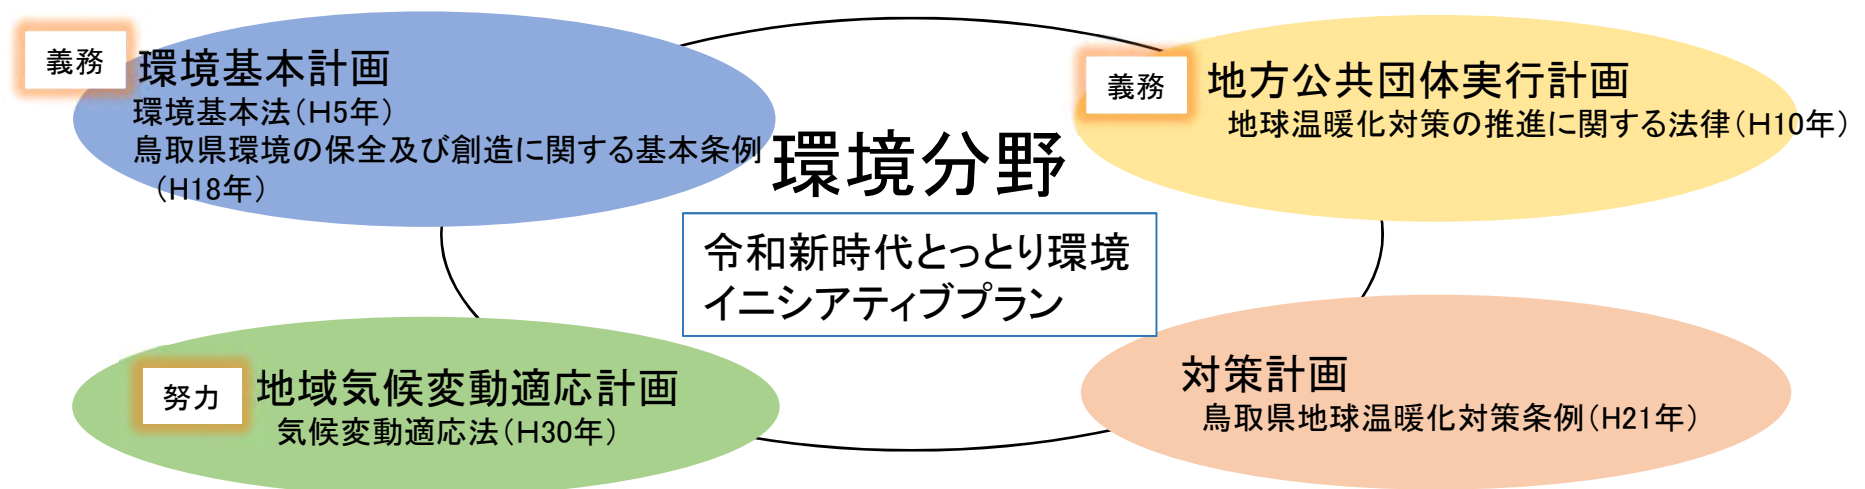 義務
環境基本計画
環境基本法(H5年)
鳥取県環境の保全及び創造に関する基本条例
(H18年)
義務
地方公共団体実行計画
地球温暖化対策の推進に関する法律(H10年)
環境分野
令和新時代とっとり環境
イニシアティブプラン
努力
地域気候変動適応計画
気候変動適応法(H30年)
対策計画
鳥取県地球温暖化対策条例(H21年)